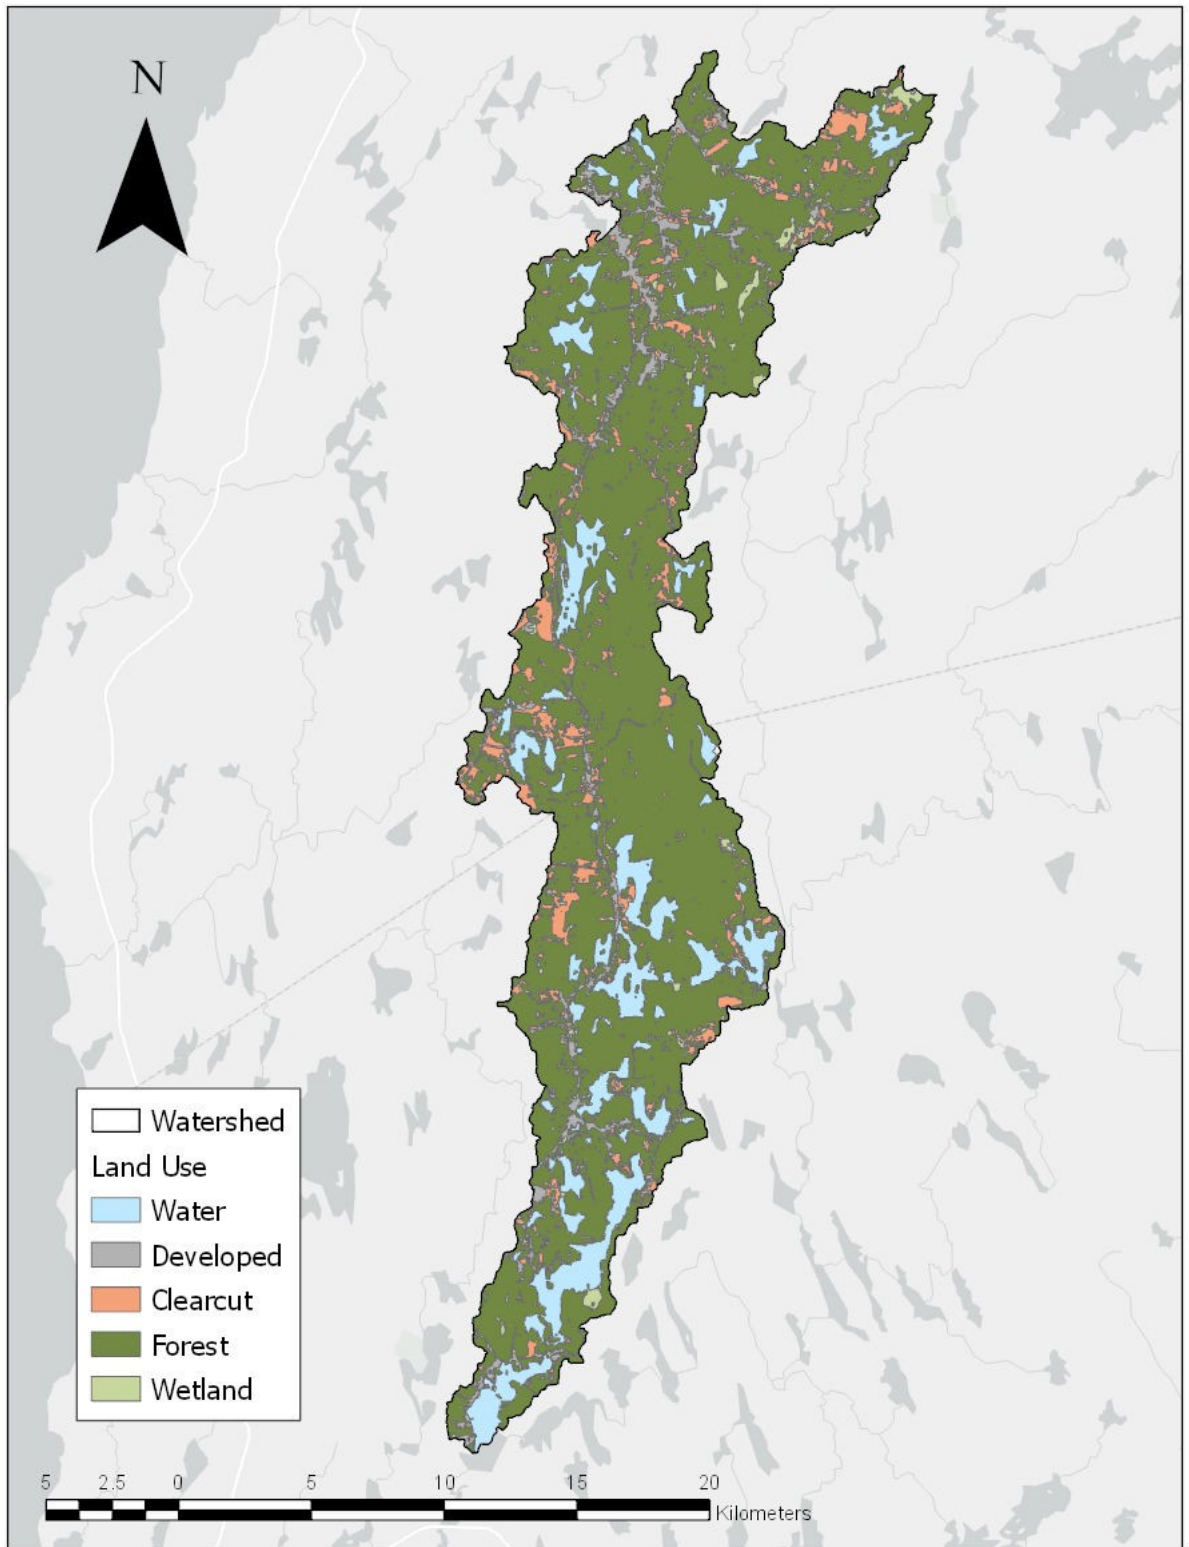 N
Watershed
Land Use
Water
Developed
Clearcut
Forest
Wetland
5 2.5 0 5 10 15 20
Kilometers